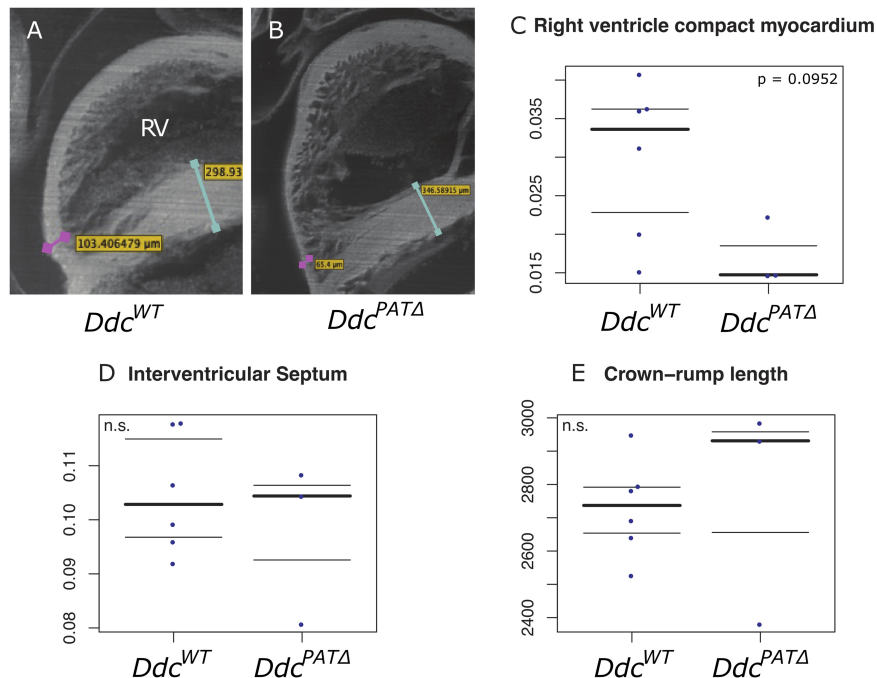 A
RV
298.93
103.406479 µm
Ddc^WT
B
346.58915 µm
65.4 µm
Ddc^PATΔ
C Right ventricle compact myocardium
p = 0.0952
0.035
0.025
0.015
Ddc^WT Ddc^PATΔ
D Interventricular Septum
n.s.
0.11
0.10
0.09
0.08
Ddc^WT Ddc^PATΔ
E Crown–rump length
n.s.
3000
2800
2600
2400
Ddc^WT Ddc^PATΔ